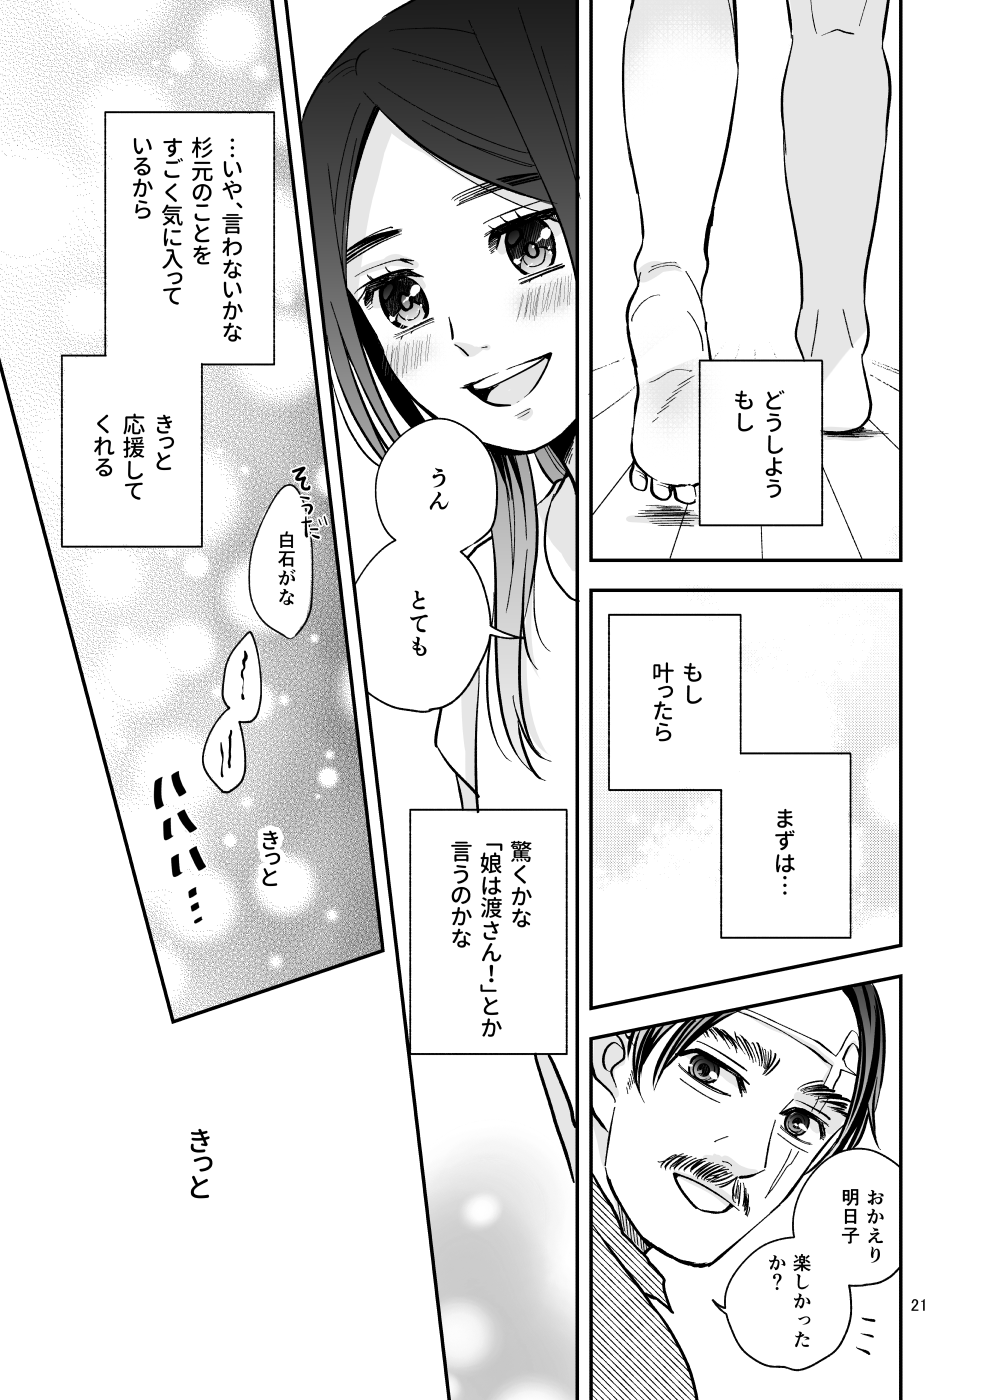 どうしよう
もし
もし
叶ったら
まずは…
おかえり
明日子
楽しかった
か?
うん
とても
驚くかな
「娘は渡さん!」とか
言うのかな
…いや、言わないかな
杉元のことを
すごく気に入って
いるから
きっと
応援して
くれる
そうだ
白石がな
ハハハ…
きっと
きっと
21